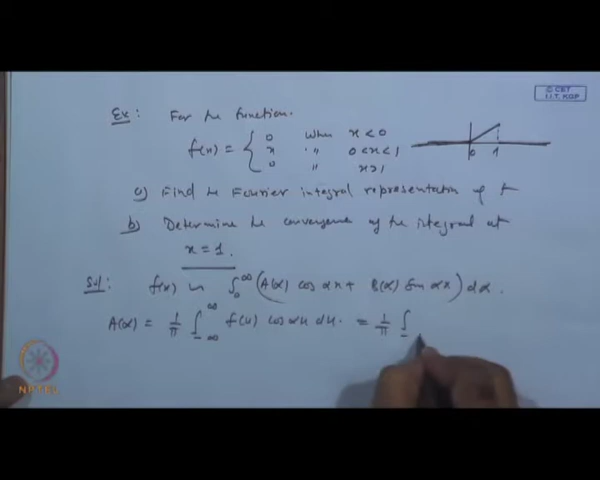 © CET
I.I.T. KGP
Ex: For the function.
f(x) = { 0 when x < 0
x " 0 < x < 1
0 " x > 1
0 1
a) Find the Fourier integral representation of f
b) Determine the convergence of the integral at
x = 1.
Sol: f(x) ~ ∫₀^∞ (A(α) cos αx + B(α) sin αx) dα.
A(α) = 1/π ∫_{-∞}^{∞} f(u) cos αu du. = 1/π ∫
NPTEL